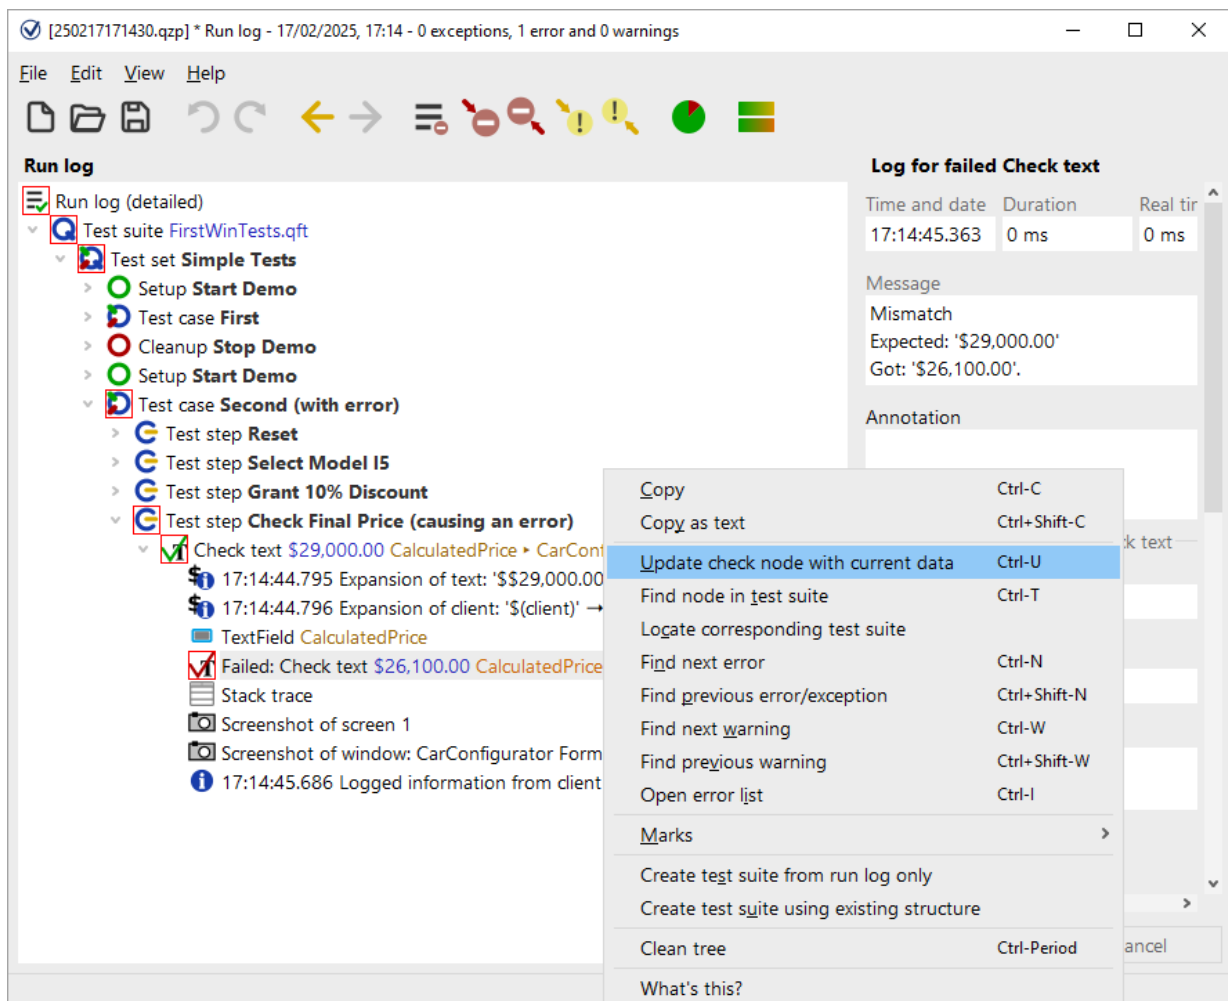 [250217171430.qzp] * Run log - 17/02/2025, 17:14 - 0 exceptions, 1 error and 0 warnings
File Edit View Help
Run log
Run log (detailed)
Test suite FirstWinTests.qft
Test set Simple Tests
Setup Start Demo
Test case First
Cleanup Stop Demo
Setup Start Demo
Test case Second (with error)
Test step Reset
Test step Select Model I5
Test step Grant 10% Discount
Test step Check Final Price (causing an error)
Check text $29,000.00 CalculatedPrice ‣ CarConf
17:14:44.795 Expansion of text: '$$29,000.00
17:14:44.796 Expansion of client: '$(client)' →
TextField CalculatedPrice
Failed: Check text $26,100.00 CalculatedPrice
Stack trace
Screenshot of screen 1
Screenshot of window: CarConfigurator Form
17:14:45.686 Logged information from client
Log for failed Check text
Time and date Duration Real tir
17:14:45.363 0 ms 0 ms
Message
Mismatch
Expected: '$29,000.00'
Got: '$26,100.00'.
Annotation
k text
ancel
Copy Ctrl-C
Copy as text Ctrl+Shift-C
Update check node with current data Ctrl-U
Find node in test suite Ctrl-T
Locate corresponding test suite
Find next error Ctrl-N
Find previous error/exception Ctrl+Shift-N
Find next warning Ctrl-W
Find previous warning Ctrl+Shift-W
Open error list Ctrl-I
Marks
Create test suite from run log only
Create test suite using existing structure
Clean tree Ctrl-Period
What's this?